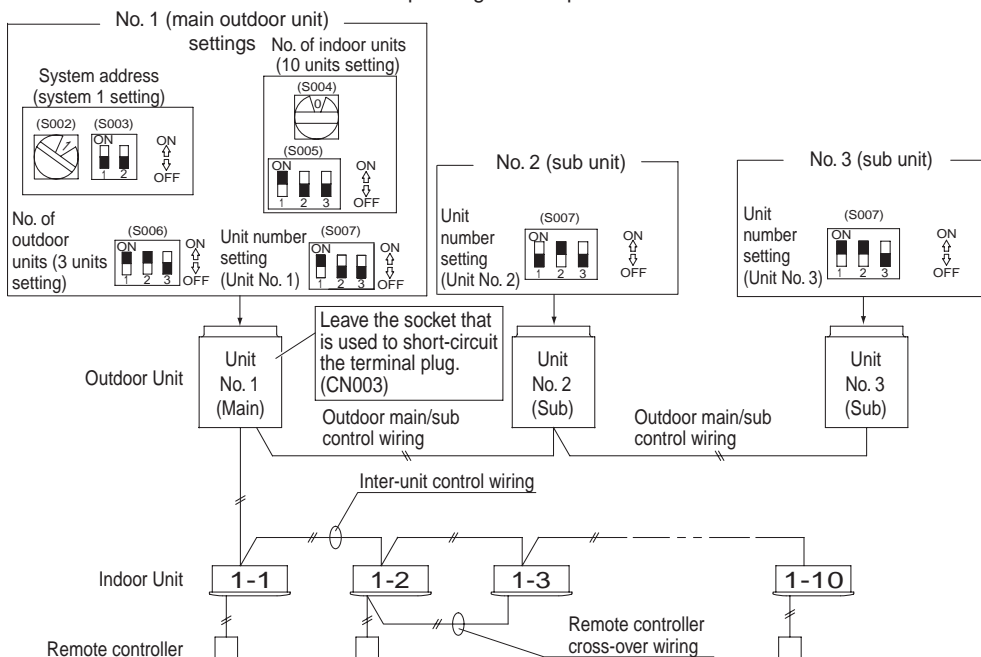 No. 1 (main outdoor unit)
settings
No. of indoor units
(10 units setting)
System address
(system 1 setting)
(S002)
(S003)
ON
1 2
ON
OFF
(S004)
0
(S005)
ON
1 2 3
ON
OFF
No. of
outdoor
units (3 units
setting)
(S006)
ON
1 2 3
ON
OFF
Unit number
setting
(Unit No. 1)
(S007)
ON
1 2 3
ON
OFF
No. 2 (sub unit)
Unit
number
setting
(Unit No. 2)
(S007)
ON
1 2 3
ON
OFF
No. 3 (sub unit)
Unit
number
setting
(Unit No. 3)
(S007)
ON
1 2 3
ON
OFF
Outdoor Unit
Unit
No. 1
(Main)
Leave the socket that
is used to short-circuit
the terminal plug.
(CN003)
Unit
No. 2
(Sub)
Unit
No. 3
(Sub)
Outdoor main/sub
control wiring
Outdoor main/sub
control wiring
Inter-unit control wiring
Indoor Unit
1-1
1-2
1-3
1-10
Remote controller
Remote controller
cross-over wiring